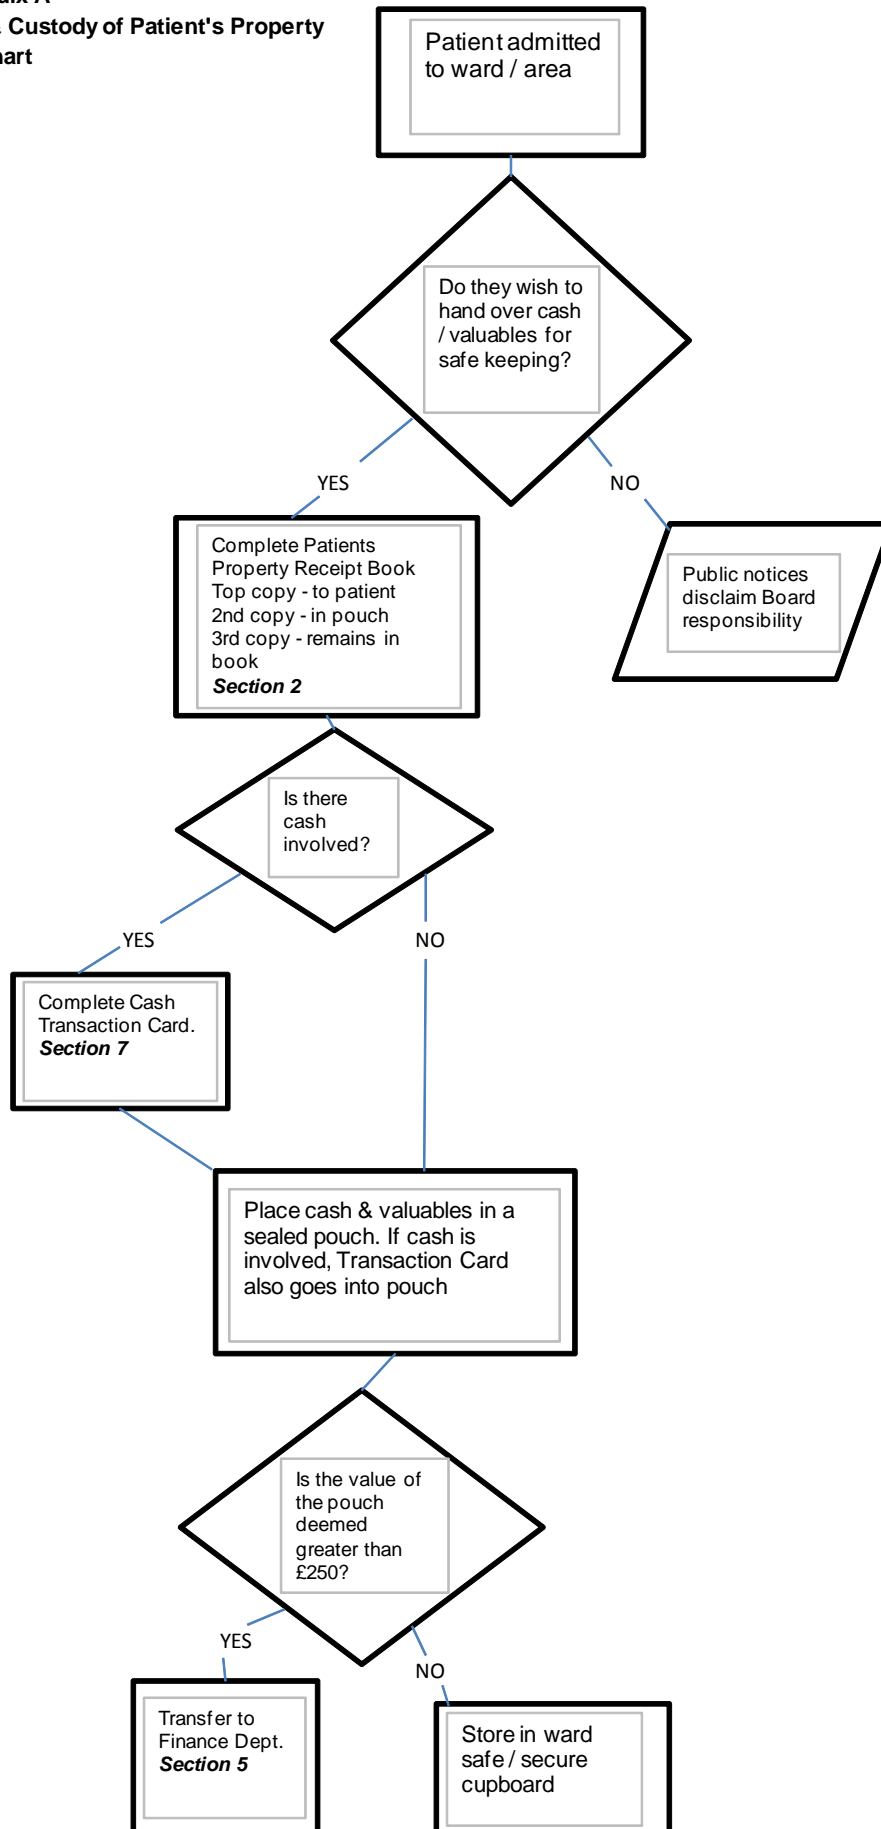 Custody of Patient's Property
Patient admitted
to ward / area
Do they wish to
hand over cash
/ valuables for
safe keeping?
YES
NO
Complete Patients
Property Receipt Book
Top copy - to patient
2nd copy - in pouch
3rd copy - remains in
book
Section 2
Public notices
disclaim Board
responsibility
Is there
cash
involved?
YES
NO
Complete Cash
Transaction Card.
Section 7
Place cash & valuables in a
sealed pouch. If cash is
involved, Transaction Card
also goes into pouch
Is the value of
the pouch
deemed
greater than
£250?
YES
NO
Transfer to
Finance Dept.
Section 5
Store in ward
safe / secure
cupboard